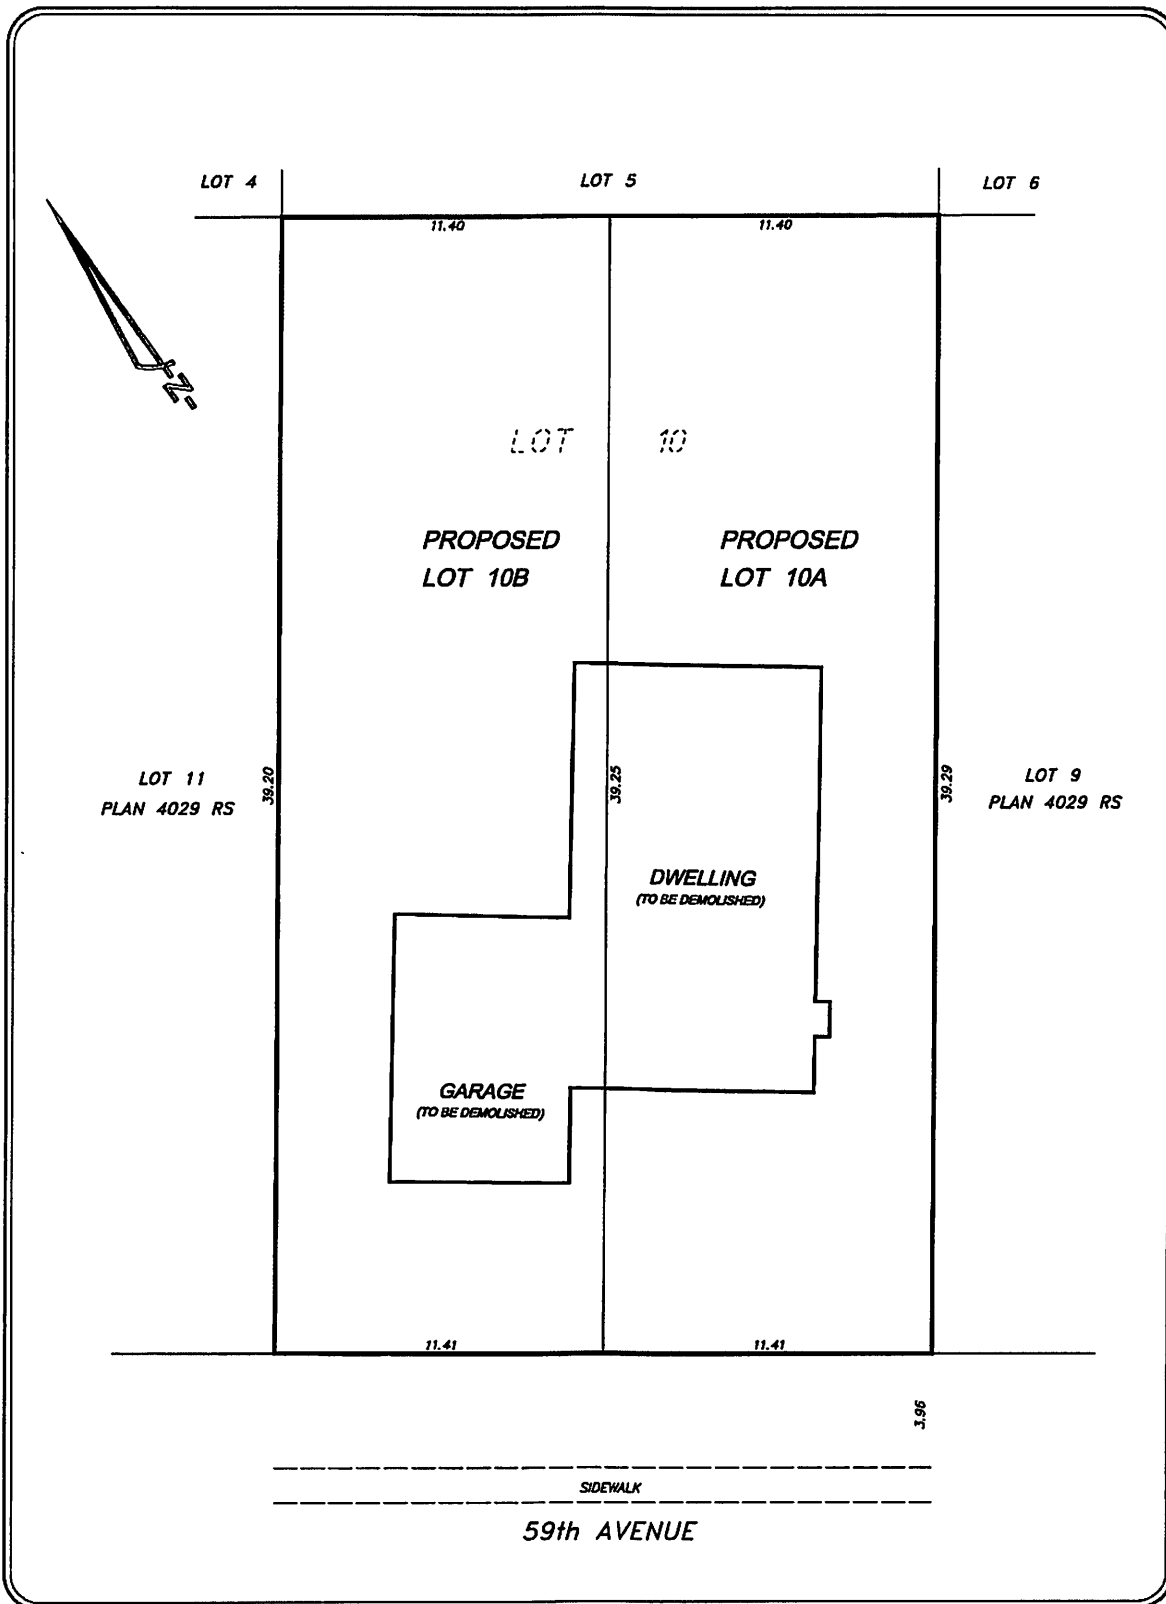 LOT 4
LOT 5
LOT 6
11.40
11.40
N
LOT 10
PROPOSED
LOT 10B
PROPOSED
LOT 10A
LOT 11
PLAN 4029 RS
39.20
39.25
39.29
LOT 9
PLAN 4029 RS
DWELLING
(TO BE DEMOLISHED)
GARAGE
(TO BE DEMOLISHED)
11.41
11.41
3.96
SIDEWALK
59th AVENUE